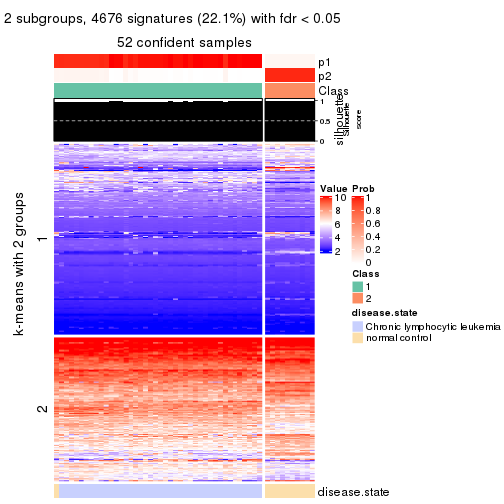 2 subgroups, 4676 signatures (22.1%) with fdr < 0.05
52 confident samples
p1
p2
Class
1
0.5
0
silhouette
Silhouette
score
k-means with 2 groups
1
2
disease.state
Value
10
8
6
4
2
Prob
1
0.8
0.6
0.4
0.2
0
Class
1
2
disease.state
Chronic lymphocytic leukemia
normal control